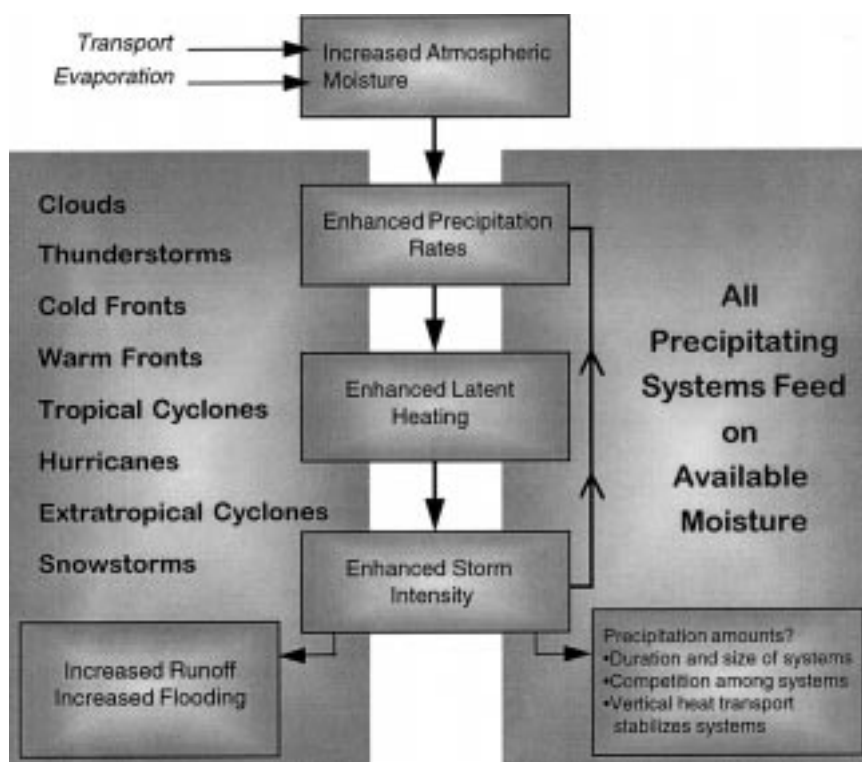 Transport
Evaporation
Increased Atmospheric
Moisture
Clouds
Thunderstorms
Cold Fronts
Warm Fronts
Tropical Cyclones
Hurricanes
Extratropical Cyclones
Snowstorms
Enhanced Precipitation
Rates
Enhanced Latent
Heating
Enhanced Storm
Intensity
All
Precipitating
Systems Feed
on
Available
Moisture
Increased Runoff
Increased Flooding
Precipitation amounts?
•Duration and size of systems
•Competition among systems
•Vertical heat transport
stabilizes systems